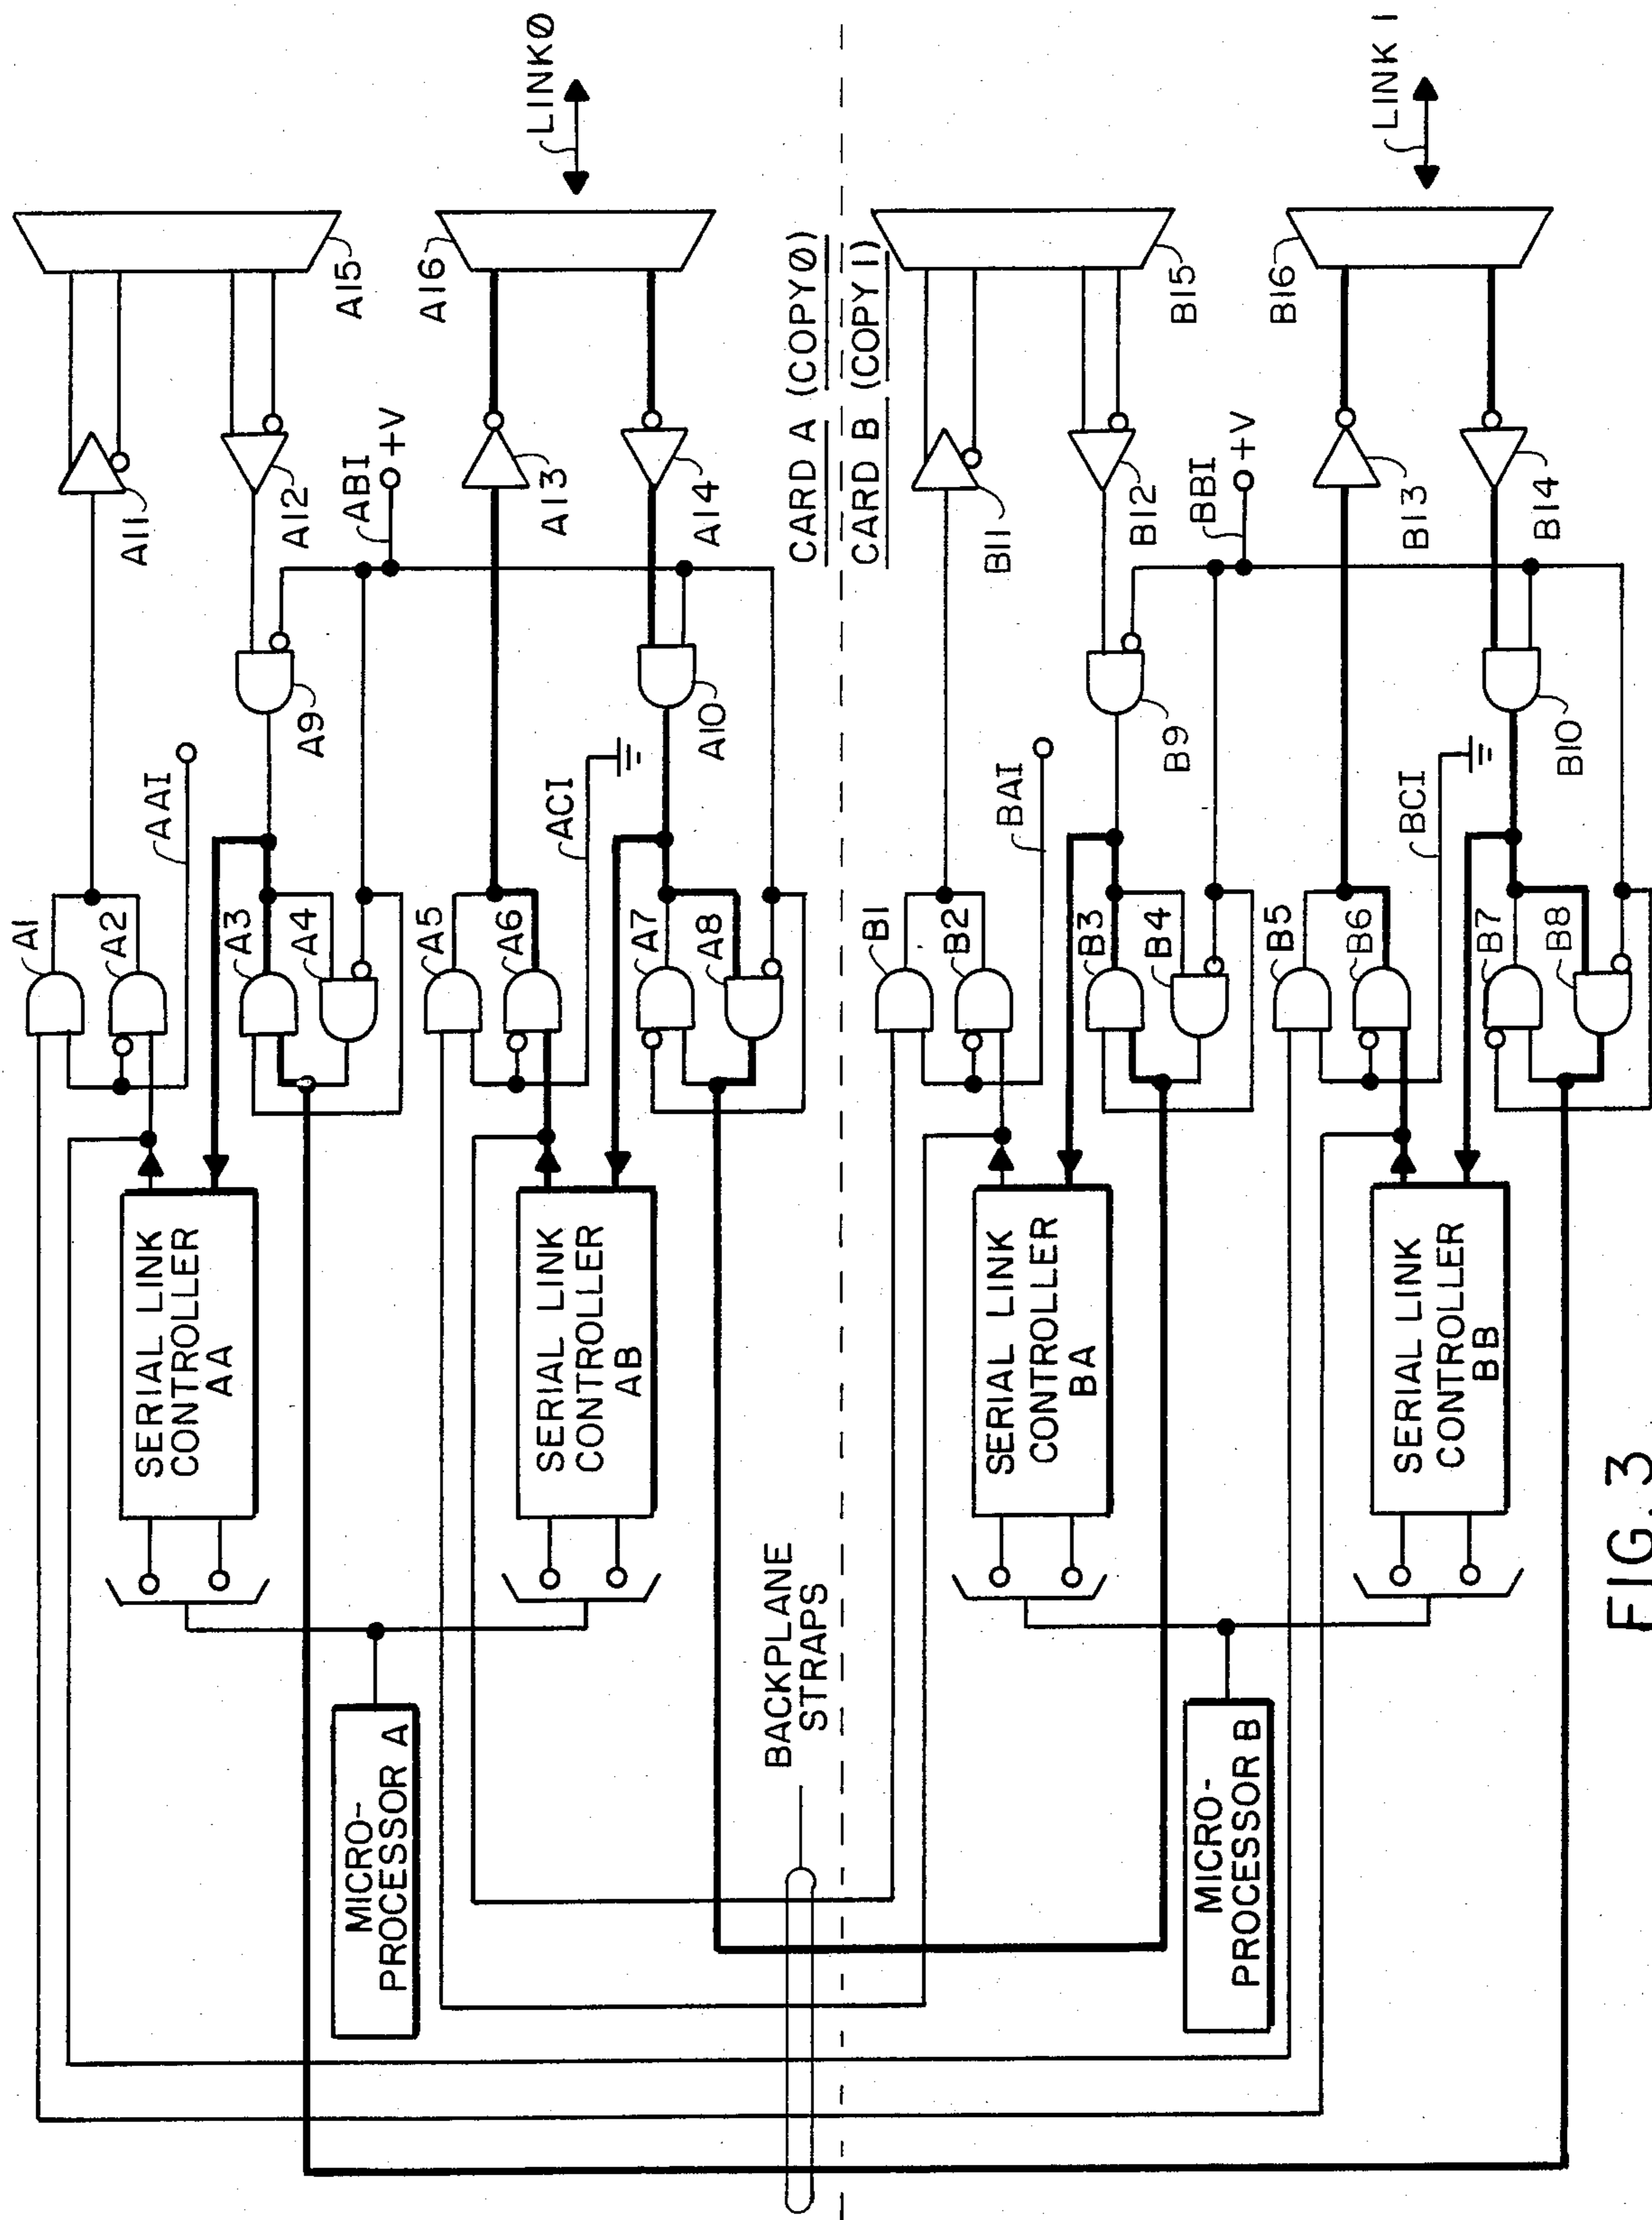 A1
A2
AAI
A11
A15
A3
A4
A9
A12
ABI
+V
A5
A6
ACI
A13
A16
LINK0
A7
A8
A10
A14
SERIAL LINK
CONTROLLER
AA
SERIAL LINK
CONTROLLER
AB
MICRO-
PROCESSOR A
BACKPLANE
STRAPS
CARD A (COPY0)
CARD B (COPY 1)
B1
B2
BAI
B11
B15
B3
B4
B9
B12
BBI
+V
B5
B6
BCI
B13
B16
LINK 1
B7
B8
B10
B14
SERIAL LINK
CONTROLLER
BA
SERIAL LINK
CONTROLLER
BB
MICRO-
PROCESSOR B
FIG. 3